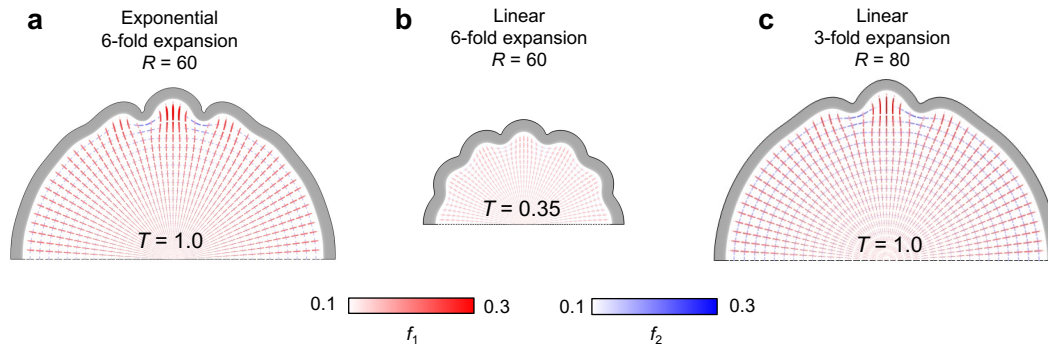 a
Exponential
6-fold expansion
R = 60
T = 1.0
b
Linear
6-fold expansion
R = 60
T = 0.35
c
Linear
3-fold expansion
R = 80
T = 1.0
0.1
0.3
f1
0.1
0.3
f2